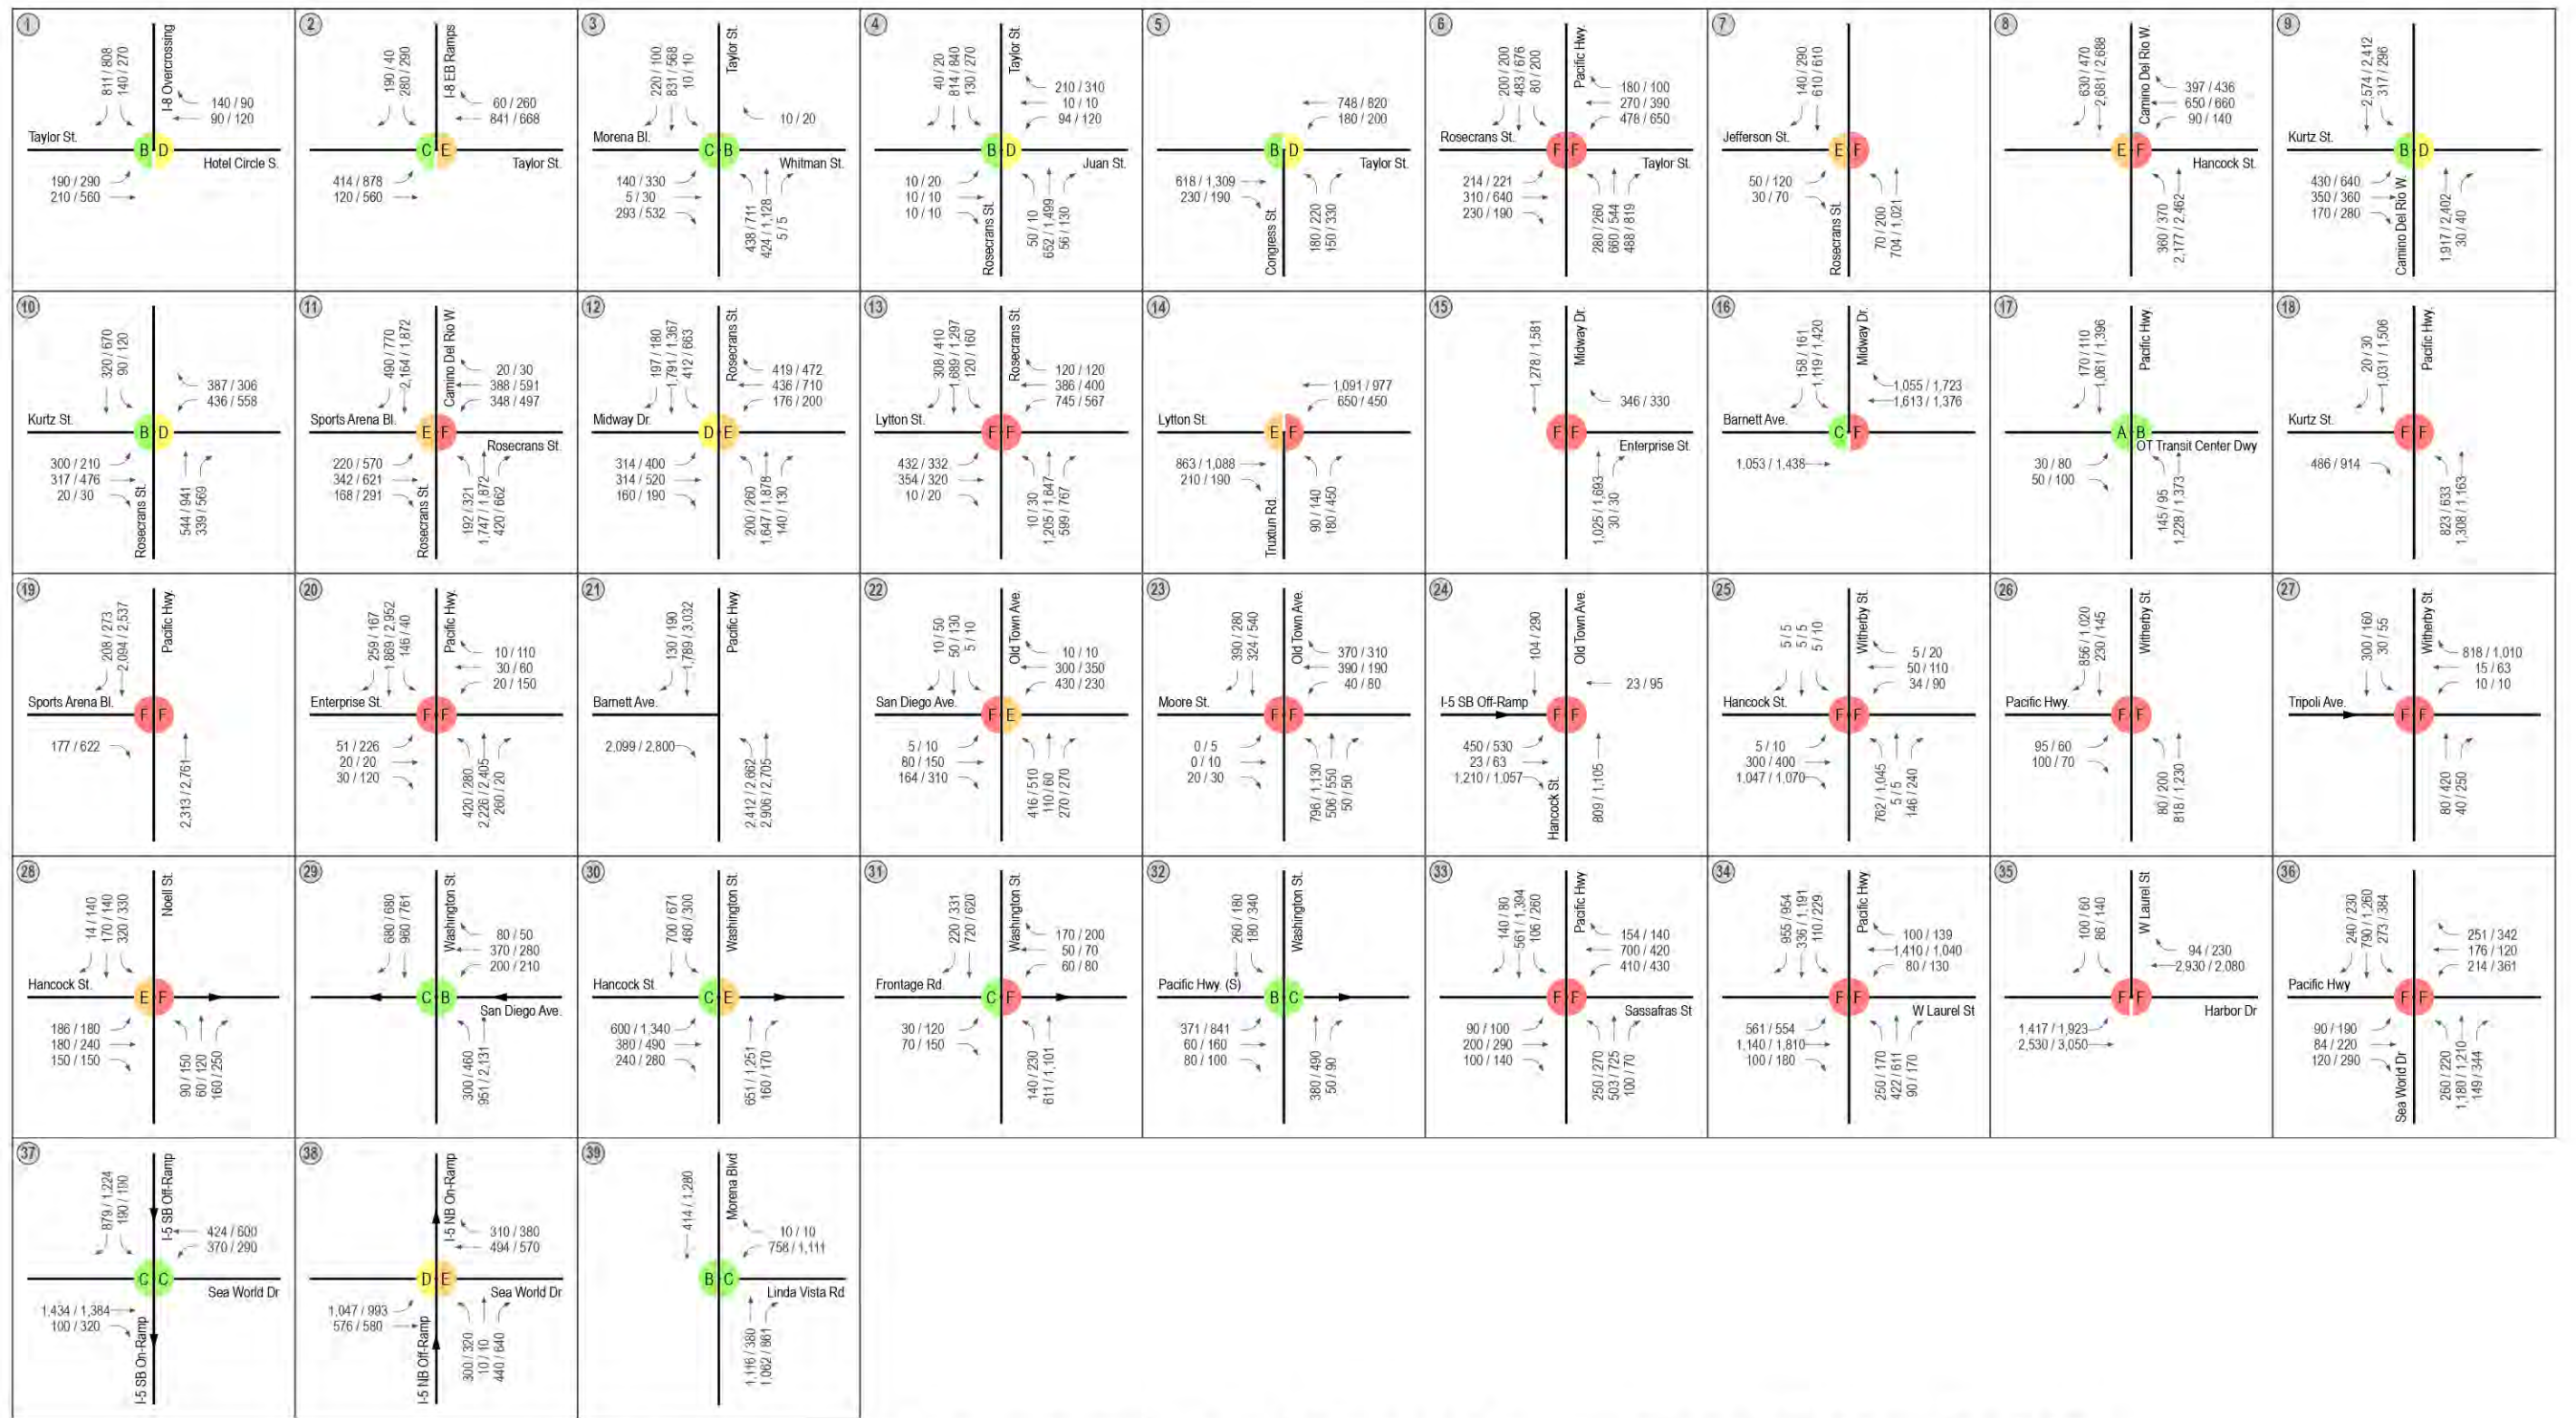 1
811 / 808
140 / 270
I-8 Overcrossing
140 / 90
90 / 120
Taylor St.
B D
Hotel Circle S.
190 / 290
210 / 560
2
190 / 40
280 / 290
I-8 EB Ramps
60 / 260
841 / 668
C E
Taylor St.
414 / 878
120 / 560
3
220 / 100
831 / 568
10 / 10
Taylor St.
10 / 20
Morena Bl.
C B
Whitman St.
140 / 330
5 / 30
293 / 532
438 / 711
424 / 1,128
5 / 5
4
40 / 20
814 / 840
130 / 270
Taylor St.
210 / 310
10 / 10
94 / 120
B D
Juan St.
10 / 20
10 / 10
10 / 10
Rosecrans St.
50 / 10
652 / 1,499
56 / 130
5
748 / 820
180 / 200
B D
Taylor St.
618 / 1,309
230 / 190
Congress St.
180 / 220
150 / 330
6
200 / 200
483 / 676
80 / 200
Pacific Hwy.
180 / 100
270 / 390
478 / 650
Rosecrans St.
F F
Taylor St.
214 / 221
310 / 640
230 / 190
280 / 260
660 / 544
488 / 819
7
140 / 290
610 / 610
Jefferson St.
E F
50 / 120
30 / 70
Rosecrans St.
70 / 200
704 / 1,021
8
630 / 470
2,681 / 2,688
Camino Del Rio W.
397 / 436
650 / 660
90 / 140
E F
Hancock St.
360 / 370
2,177 / 2,462
9
2,574 / 2,412
317 / 296
Kurtz St.
B D
430 / 640
350 / 360
170 / 280
Camino Del Rio W.
1,917 / 2,402
30 / 40
10
320 / 670
90 / 120
387 / 306
436 / 558
Kurtz St.
B D
300 / 210
317 / 476
20 / 30
Rosecrans St.
544 / 941
339 / 569
11
490 / 770
2,164 / 1,872
Camino Del Rio W.
20 / 30
388 / 591
348 / 497
Sports Arena Bl.
E F
Rosecrans St.
220 / 570
342 / 621
168 / 291
Rosecrans St.
192 / 321
1,747 / 1,872
420 / 662
12
197 / 180
1,791 / 1,367
412 / 663
Rosecrans St.
419 / 472
436 / 710
176 / 200
Midway Dr.
D E
314 / 400
314 / 520
160 / 190
200 / 260
1,647 / 1,878
140 / 130
13
308 / 410
1,689 / 1,297
120 / 160
Rosecrans St.
120 / 120
386 / 400
745 / 567
Lytton St.
F F
432 / 332
354 / 320
10 / 20
10 / 30
1,205 / 1,647
599 / 767
14
1,091 / 977
650 / 450
Lytton St.
E F
863 / 1,088
210 / 190
Truxtun Rd.
90 / 140
180 / 450
15
1,278 / 1,581
Midway Dr.
346 / 330
F F
Enterprise St.
1,025 / 1,693
30 / 30
16
158 / 161
1,119 / 1,420
Midway Dr.
1,055 / 1,723
1,613 / 1,376
Barnett Ave.
C F
1,053 / 1,438
17
170 / 110
1,061 / 1,396
Pacific Hwy.
A B
OT Transit Center Dwy
30 / 80
50 / 100
145 / 95
1,228 / 1,373
18
20 / 30
1,031 / 1,506
Pacific Hwy.
Kurtz St.
F F
486 / 914
623 / 633
1,308 / 1,163
19
208 / 273
2,094 / 2,537
Pacific Hwy.
Sports Arena Bl.
F F
177 / 622
2,313 / 2,761
20
259 / 167
1,869 / 2,952
146 / 40
Pacific Hwy.
10 / 110
30 / 60
20 / 150
Enterprise St.
F F
51 / 226
20 / 20
30 / 120
420 / 280
2,226 / 2,405
260 / 20
21
130 / 190
1,789 / 3,032
Pacific Hwy.
Barnett Ave.
2,099 / 2,800
2,412 / 2,662
2,906 / 2,705
22
10 / 50
50 / 130
5 / 10
Old Town Ave.
10 / 10
300 / 350
430 / 230
San Diego Ave.
F E
5 / 10
80 / 150
164 / 310
416 / 510
110 / 60
270 / 270
23
390 / 280
324 / 540
Old Town Ave.
370 / 310
390 / 190
40 / 80
Moore St.
F F
0 / 5
0 / 10
20 / 30
796 / 1,130
506 / 550
50 / 50
24
104 / 290
Old Town Ave.
23 / 95
I-5 SB Off-Ramp
F F
450 / 530
23 / 63
1,210 / 1,057
Hancock St.
809 / 1,105
25
5 / 5
5 / 5
5 / 10
Witherby St.
5 / 20
50 / 110
34 / 90
Hancock St.
F F
5 / 10
300 / 400
1,047 / 1,070
762 / 1,045
5 / 5
146 / 240
26
856 / 1,020
230 / 145
Witherby St.
Pacific Hwy.
F F
95 / 60
100 / 70
80 / 200
818 / 1,230
27
300 / 160
30 / 55
Witherby St.
818 / 1,010
15 / 63
10 / 10
Tripoli Ave.
F F
80 / 420
40 / 250
28
14 / 140
170 / 140
320 / 330
Noell St.
Hancock St.
E F
186 / 180
180 / 240
150 / 150
90 / 150
60 / 120
160 / 250
29
680 / 680
960 / 761
Washington St.
80 / 50
370 / 280
200 / 210
C B
San Diego Ave.
300 / 460
951 / 2,131
30
700 / 671
460 / 300
Washington St.
Hancock St.
C E
600 / 1,340
380 / 490
240 / 280
651 / 1,251
160 / 170
31
220 / 331
720 / 620
Washington St.
170 / 200
50 / 70
60 / 80
Frontage Rd.
C F
30 / 120
70 / 150
140 / 230
611 / 1,101
32
260 / 180
180 / 340
Washington St.
Pacific Hwy. (S)
B C
371 / 841
60 / 160
80 / 100
380 / 490
50 / 90
33
140 / 80
561 / 1,394
106 / 260
Pacific Hwy
154 / 140
700 / 420
410 / 430
F F
Sassafras St
90 / 100
200 / 290
100 / 140
250 / 270
503 / 725
100 / 70
34
955 / 954
336 / 1,191
110 / 229
Pacific Hwy
100 / 139
1,410 / 1,040
80 / 130
F F
W Laurel St
561 / 554
1,140 / 1,810
100 / 180
250 / 170
422 / 611
90 / 170
35
100 / 60
86 / 140
W Laurel St
94 / 230
2,930 / 2,080
F F
Harbor Dr
1,417 / 1,923
2,530 / 3,050
36
240 / 230
790 / 1,260
273 / 384
251 / 342
176 / 120
214 / 361
Pacific Hwy
F F
90 / 190
84 / 220
120 / 290
Sea World Dr
260 / 220
1,180 / 1,210
149 / 344
37
879 / 1,224
190 / 190
I-5 SB Off-Ramp
424 / 600
370 / 290
C C
Sea World Dr
1,434 / 1,384
100 / 320
I-5 SB On-Ramp
38
I-5 NB On-Ramp
310 / 380
494 / 570
D E
Sea World Dr
1,047 / 993
576 / 580
I-5 NB Off-Ramp
300 / 320
10 / 10
440 / 640
39
414 / 1,280
Morena Blvd
10 / 10
758 / 1,111
B C
Linda Vista Rd
1,116 / 380
1,062 / 861